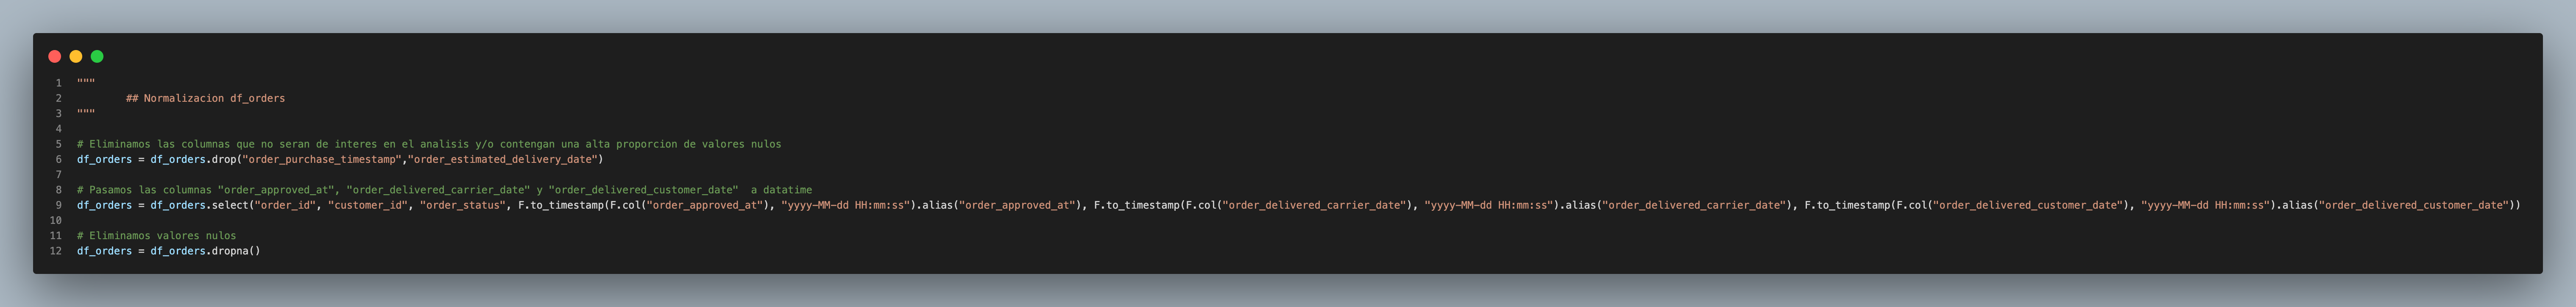 1 """
2 ## Normalizacion df_orders
3 """
4
5 # Eliminamos las columnas que no seran de interes en el analisis y/o contengan una alta proporcion de valores nulos
6 df_orders = df_orders.drop("order_purchase_timestamp","order_estimated_delivery_date")
7
8 # Pasamos las columnas "order_approved_at", "order_delivered_carrier_date" y "order_delivered_customer_date"  a datatime
9 df_orders = df_orders.select("order_id", "customer_id", "order_status", F.to_timestamp(F.col("order_approved_at"), "yyyy-MM-dd HH:mm:ss").alias("order_approved_at"), F.to_timestamp(F.col("order_delivered_carrier_date"), "yyyy-MM-dd HH:mm:ss").alias("order_delivered_carrier_date"), F.to_timestamp(F.col("order_delivered_customer_date"), "yyyy-MM-dd HH:mm:ss").alias("order_delivered_customer_date"))
10
11 # Eliminamos valores nulos
12 df_orders = df_orders.dropna()